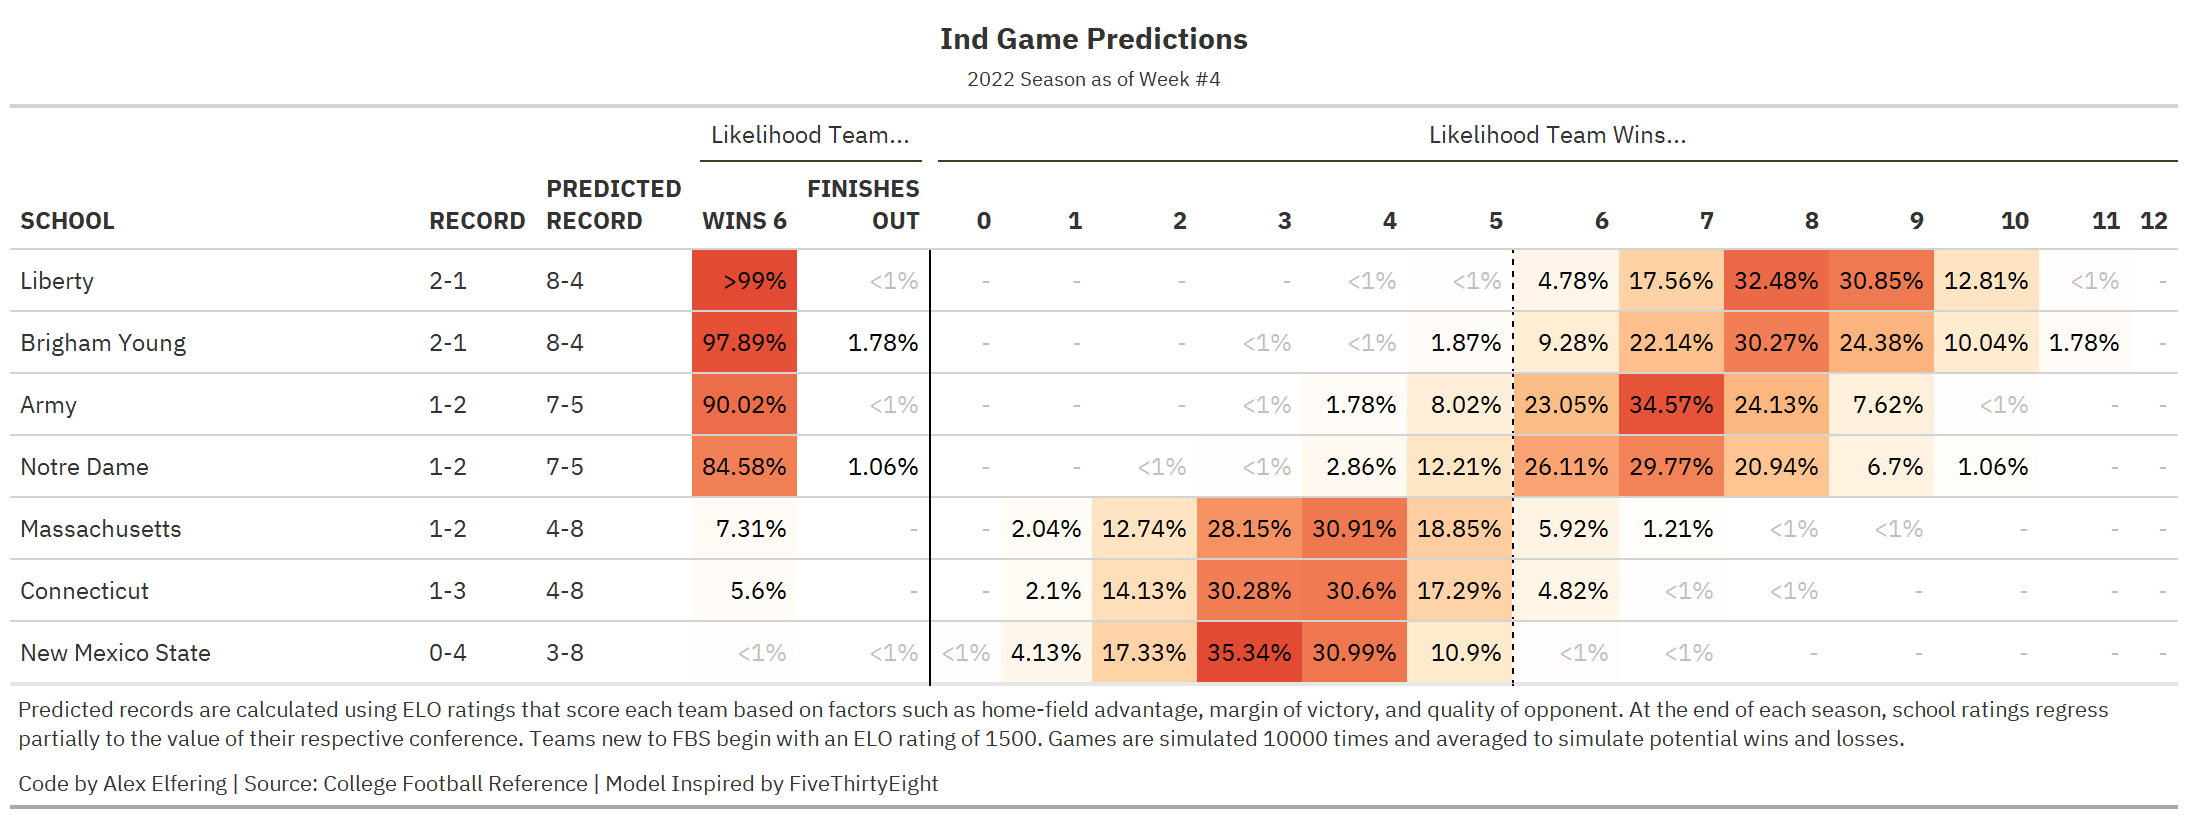 Ind Game Predictions
2022 Season as of Week #4
Likelihood Team... Likelihood Team Wins...
SCHOOL RECORD PREDICTED RECORD WINS 6 FINISHES OUT 0 1 2 3 4 5 6 7 8 9 10 11 12
Liberty 2-1 8-4 >99% <1% - - - - <1% <1% 4.78% 17.56% 32.48% 30.85% 12.81% <1% -
Brigham Young 2-1 8-4 97.89% 1.78% - - - <1% <1% 1.87% 9.28% 22.14% 30.27% 24.38% 10.04% 1.78% -
Army 1-2 7-5 90.02% <1% - - - <1% 1.78% 8.02% 23.05% 34.57% 24.13% 7.62% <1% - -
Notre Dame 1-2 7-5 84.58% 1.06% - - <1% <1% 2.86% 12.21% 26.11% 29.77% 20.94% 6.7% 1.06% - -
Massachusetts 1-2 4-8 7.31% - - 2.04% 12.74% 28.15% 30.91% 18.85% 5.92% 1.21% <1% <1% - - -
Connecticut 1-3 4-8 5.6% - - 2.1% 14.13% 30.28% 30.6% 17.29% 4.82% <1% <1% - - - -
New Mexico State 0-4 3-8 <1% <1% <1% 4.13% 17.33% 35.34% 30.99% 10.9% <1% <1% - - - - -
Predicted records are calculated using ELO ratings that score each team based on factors such as home-field advantage, margin of victory, and quality of opponent. At the end of each season, school ratings regress
partially to the value of their respective conference. Teams new to FBS begin with an ELO rating of 1500. Games are simulated 10000 times and averaged to simulate potential wins and losses.
Code by Alex Elfering | Source: College Football Reference | Model Inspired by FiveThirtyEight